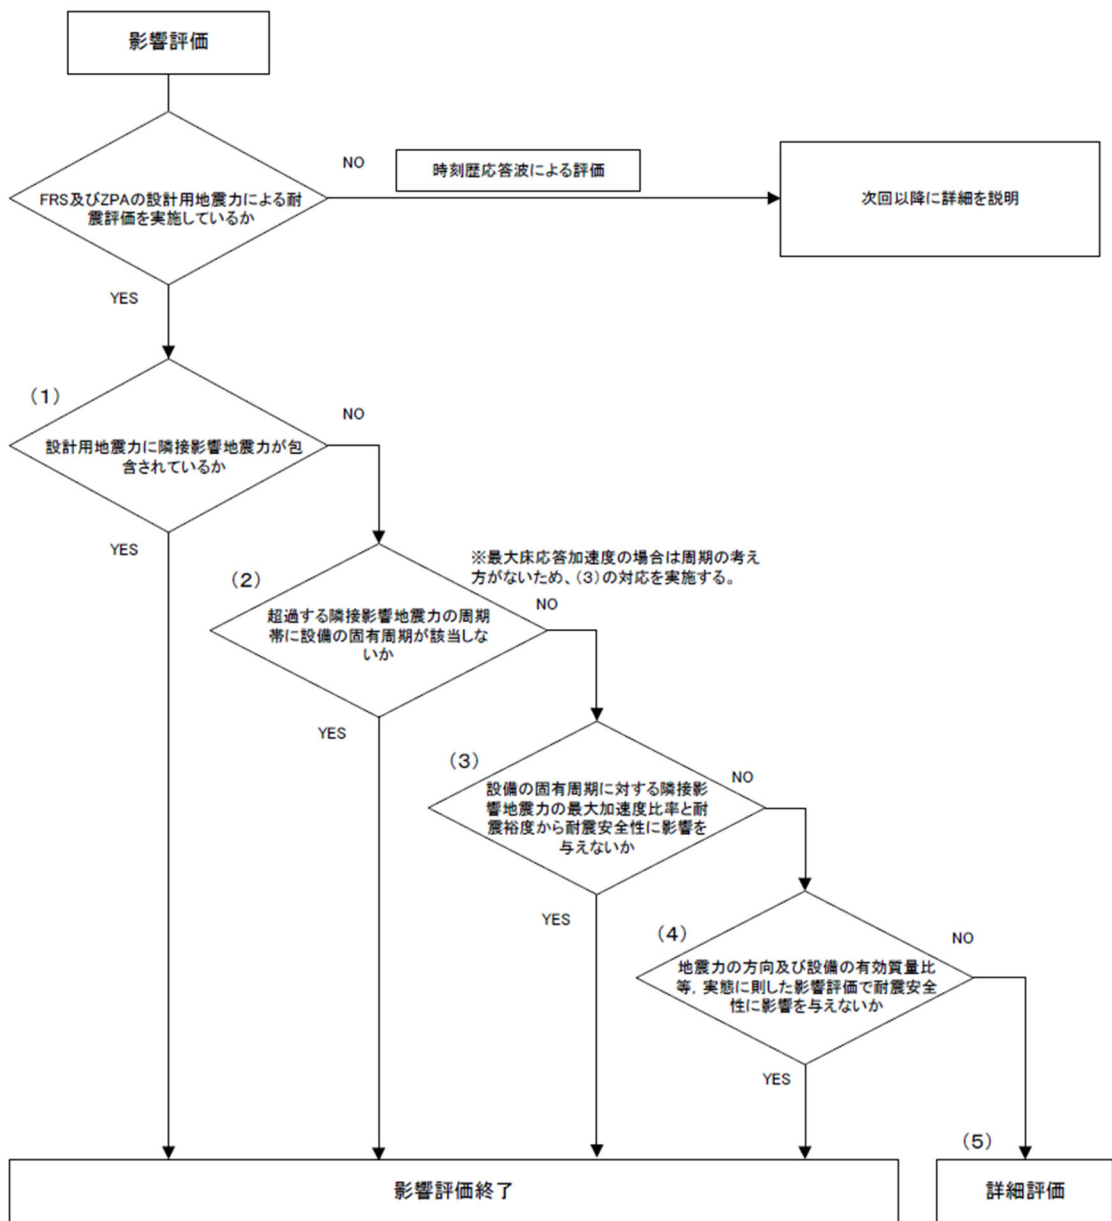 影響評価
FRS及びZPAの設計用地震力による耐
震評価を実施しているか
NO
時刻歴応答波による評価
次回以降に詳細を説明
YES
(1)
設計用地震力に隣接影響地震力が包
含されているか
NO
YES
※最大床応答加速度の場合は周期の考え
方がないため、(3)の対応を実施する。
(2)
超過する隣接影響地震力の周期
帯に設備の固有周期が該当しな
いか
NO
YES
(3)
設備の固有周期に対する隣接影
響地震力の最大加速度比率と耐
震裕度から耐震安全性に影響を
与えないか
NO
YES
(4)
地震力の方向及び設備の有効質量比
等,実態に則した影響評価で耐震安全
性に影響を与えないか
NO
YES
影響評価終了
(5)
詳細評価